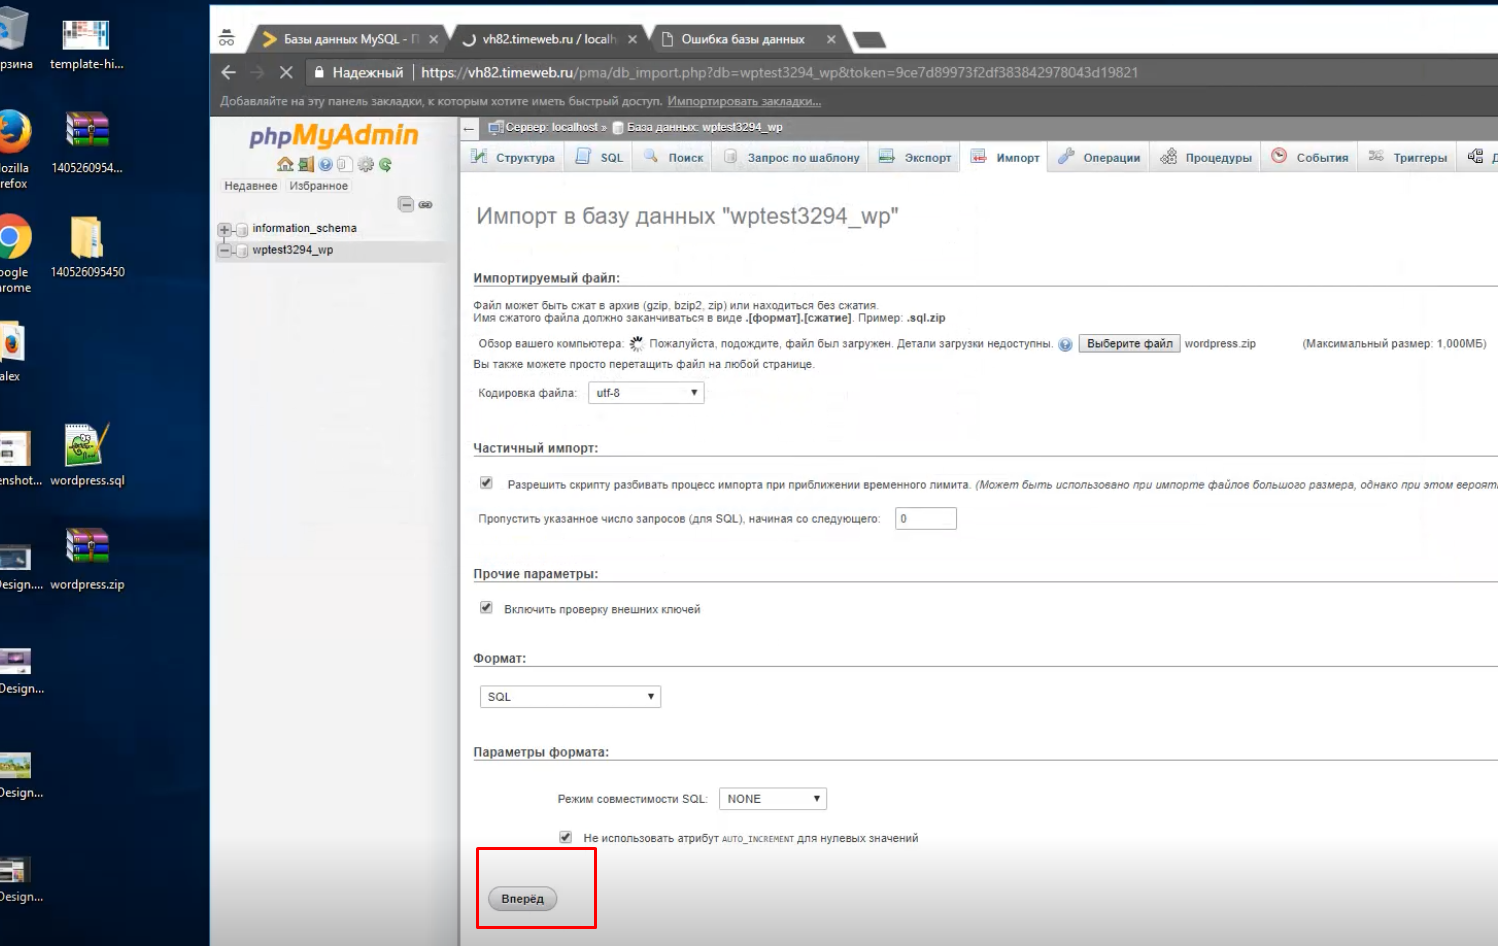 Базы данных MySQL - П
vh82.timeweb.ru / localh
Ошибка базы данных
Надежный
https://vh82.timeweb.ru/pma/db_import.php?db=wptest3294_wp&token=9ce7d89973f2df383842978043d19821
Добавляйте на эту панель закладки, к которым хотите иметь быстрый доступ. Импортировать закладки...
рзина
template-hi...
ozilla
refox
1405260954...
oogle
hrome
140526095450
alex
enshot...
wordpress.sql
Design....
wordpress.zip
Design...
Design...
Design...
phpMyAdmin
Недавнее Избранное
information_schema
wptest3294_wp
Сервер: localhost » База данных: wptest3294_wp
Структура SQL Поиск Запрос по шаблону Экспорт Импорт Операции Процедуры События Триггеры Д
Импорт в базу данных "wptest3294_wp"
Импортируемый файл:
Файл может быть сжат в архив (gzip, bzip2, zip) или находиться без сжатия.
Имя сжатого файла должно заканчиваться в виде .[формат].[сжатие]. Пример: .sql.zip
Обзор вашего компьютера: Пожалуйста, подождите, файл был загружен. Детали загрузки недоступны. Выберите файл wordpress.zip (Максимальный размер: 1,000МБ)
Вы также можете просто перетащить файл на любой странице.
Кодировка файла: utf-8
Частичный импорт:
Разрешить скрипту разбивать процесс импорта при приближении временного лимита. (Может быть использовано при импорте файлов большого размера, однако при этом вероятн
Пропустить указанное число запросов (для SQL), начиная со следующего: 0
Прочие параметры:
Включить проверку внешних ключей
Формат:
SQL
Параметры формата:
Режим совместимости SQL: NONE
Не использовать атрибут AUTO_INCREMENT для нулевых значений
Вперёд